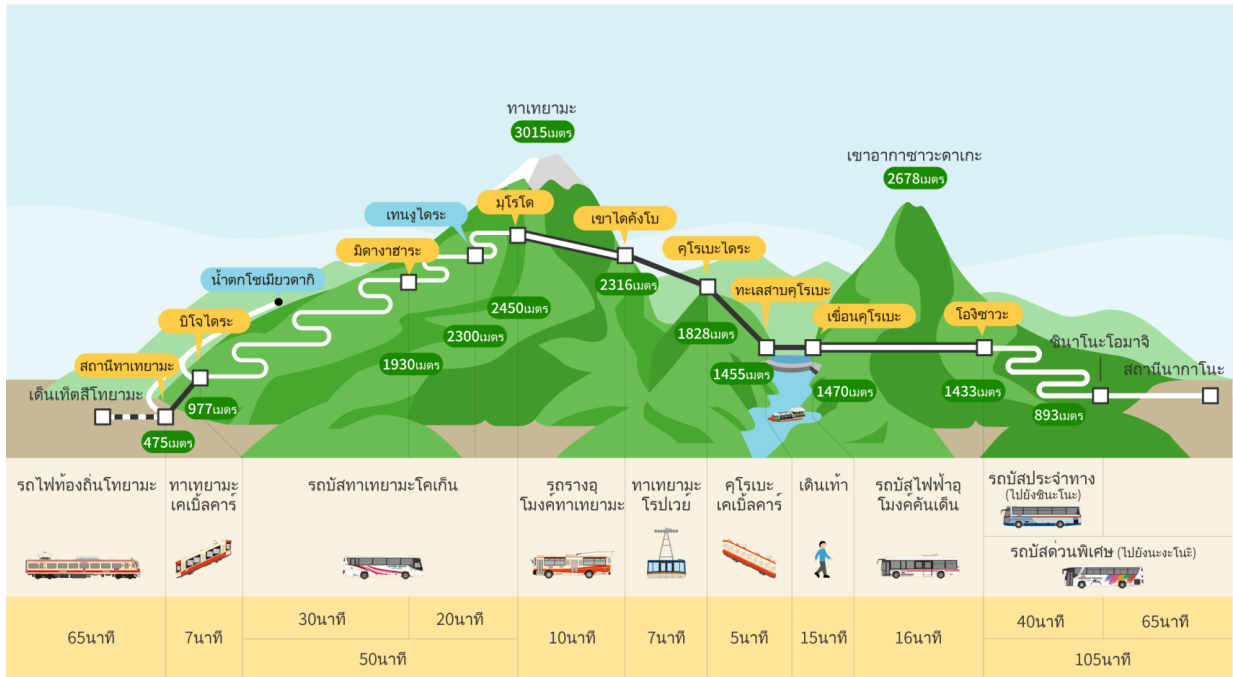 ทาเทยามะ
3015เมตร
เขาอากาซาวะดาเกะ
2678เมตร
มุโรโด
เทนงูไดระ
เขาไดคังโบ
มิดางาฮาระ
คุโรเบะไดระ
น้ำตกโชเมียวดากิ
ทะเลสาบคุโรเบะ
2316เมตร
2450เมตร
บิโจไดระ
เขื่อนคุโรเบะ
โองิซาวะ
1828เมตร
2300เมตร
ชินาโนะโอมาจิ
สถานีทาเทยามะ
1930เมตร
สถานีนากาโนะ
1455เมตร
เด็นเท็ตสึโทยามะ
1470เมตร
1433เมตร
977เมตร
893เมตร
475เมตร
รถไฟท้องถิ่นโทยามะ
ทาเทยามะ
เคเบิ้ลคาร์
รถบัสทาเทยามะโคเก็น
รถรางอุ
โมงค์ทาเทยามะ
ทาเทยามะ
โรปเวย์
คุโรเบะ
เคเบิ้ลคาร์
เดินเท้า
รถบัสไฟฟ้าอุ
โมงค์คันเด็น
รถบัสประจำทาง
(ไปยังชินะโนะ)
รถบัสด่วนพิเศษ (ไปยังนะงะโนะ)
65นาที
7นาที
30นาที
20นาที
50นาที
10นาที
7นาที
5นาที
15นาที
16นาที
40นาที
65นาที
105นาที